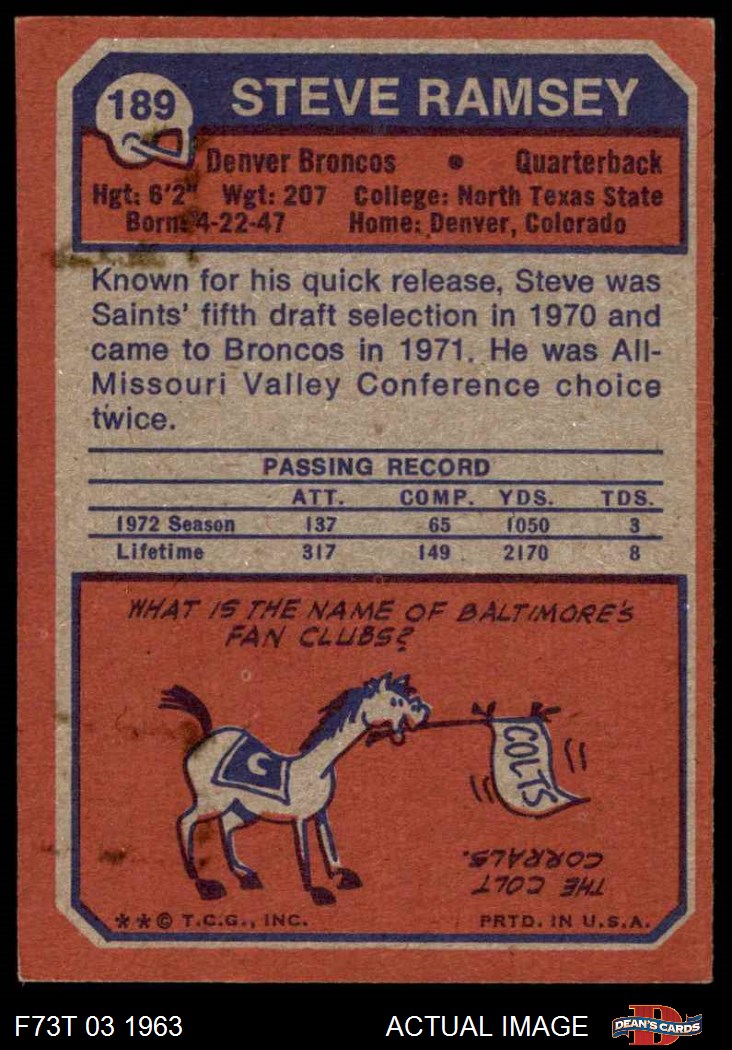 189
STEVE RAMSEY
Denver Broncos • Quarterback
Hgt: 6'2" Wgt: 207 College: North Texas State
Born: 4-22-47 Home: Denver, Colorado
Known for his quick release, Steve was
Saints' fifth draft selection in 1970 and
came to Broncos in 1971. He was All-
Missouri Valley Conference choice
twice.
PASSING RECORD
ATT. COMP. YDS. TDS.
1972 Season 137 65 1050 3
Lifetime 317 149 2170 8
WHAT IS THE NAME OF BALTIMORE'S
FAN CLUBS?
C
COLTS
THE COLT
CORRALS.
**© T.C.G., INC. PRTD. IN U.S.A.
F73T 03 1963 ACTUAL IMAGE
D
DEAN'S CARDS